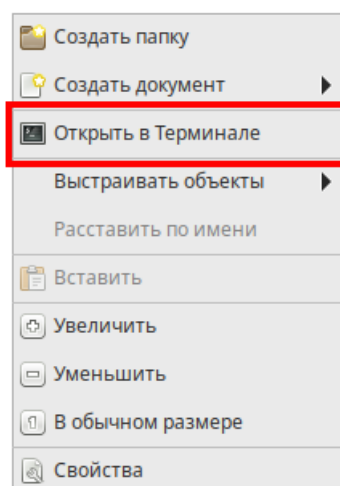 Создать папку
Создать документ
Открыть в Терминале
Выстраивать объекты
Расставить по имени
Вставить
Увеличить
Уменьшить
В обычном размере
Свойства